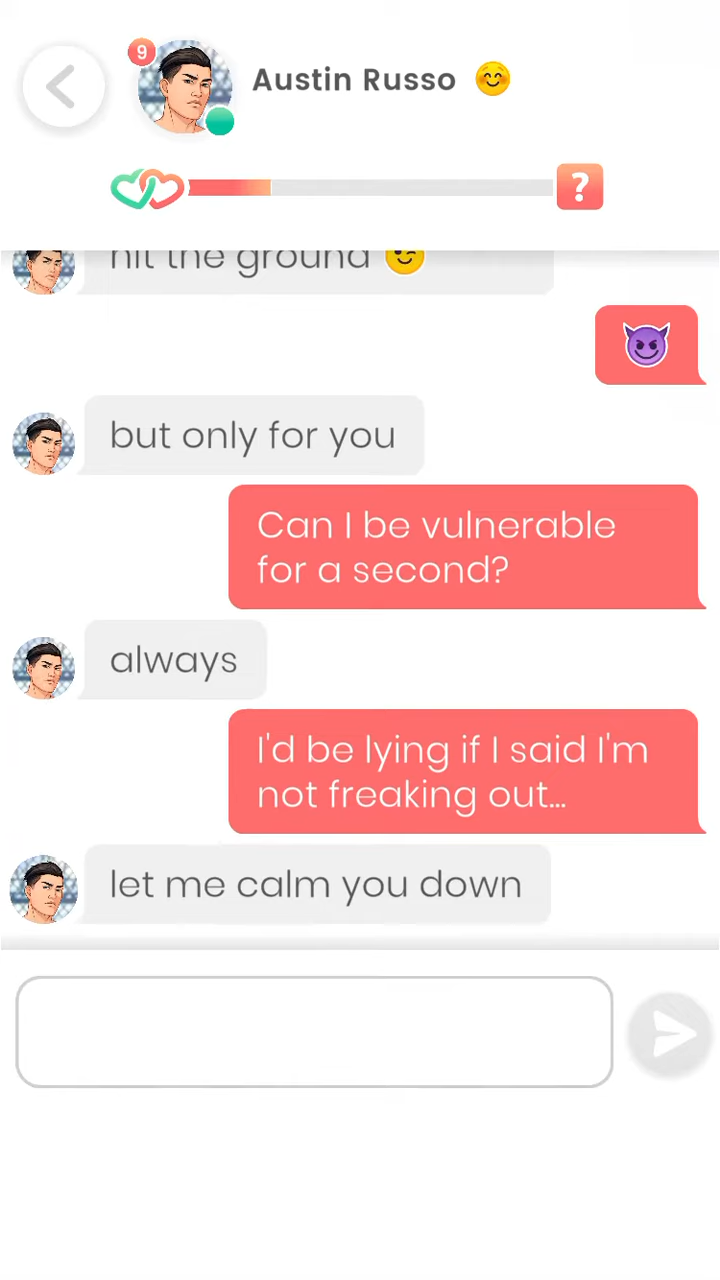 9
Austin Russo 😊
?
hit the ground 😉
😈
but only for you
Can I be vulnerable
for a second?
always
I'd be lying if I said I'm
not freaking out...
let me calm you down